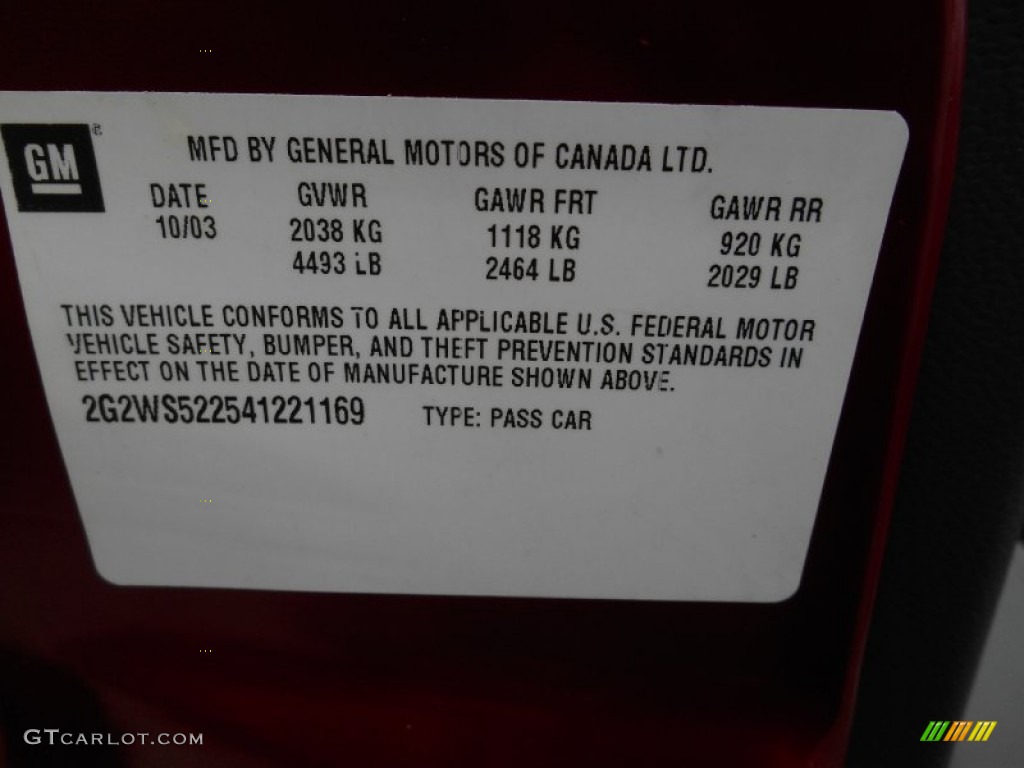 GM
MFD BY GENERAL MOTORS OF CANADA LTD.
DATE GVWR GAWR FRT GAWR RR
10/03 2038 KG 1118 KG 920 KG
4493 LB 2464 LB 2029 LB
THIS VEHICLE CONFORMS TO ALL APPLICABLE U.S. FEDERAL MOTOR
VEHICLE SAFETY, BUMPER, AND THEFT PREVENTION STANDARDS IN
EFFECT ON THE DATE OF MANUFACTURE SHOWN ABOVE.
2G2WS522541221169 TYPE: PASS CAR
GTCARLOT.COM